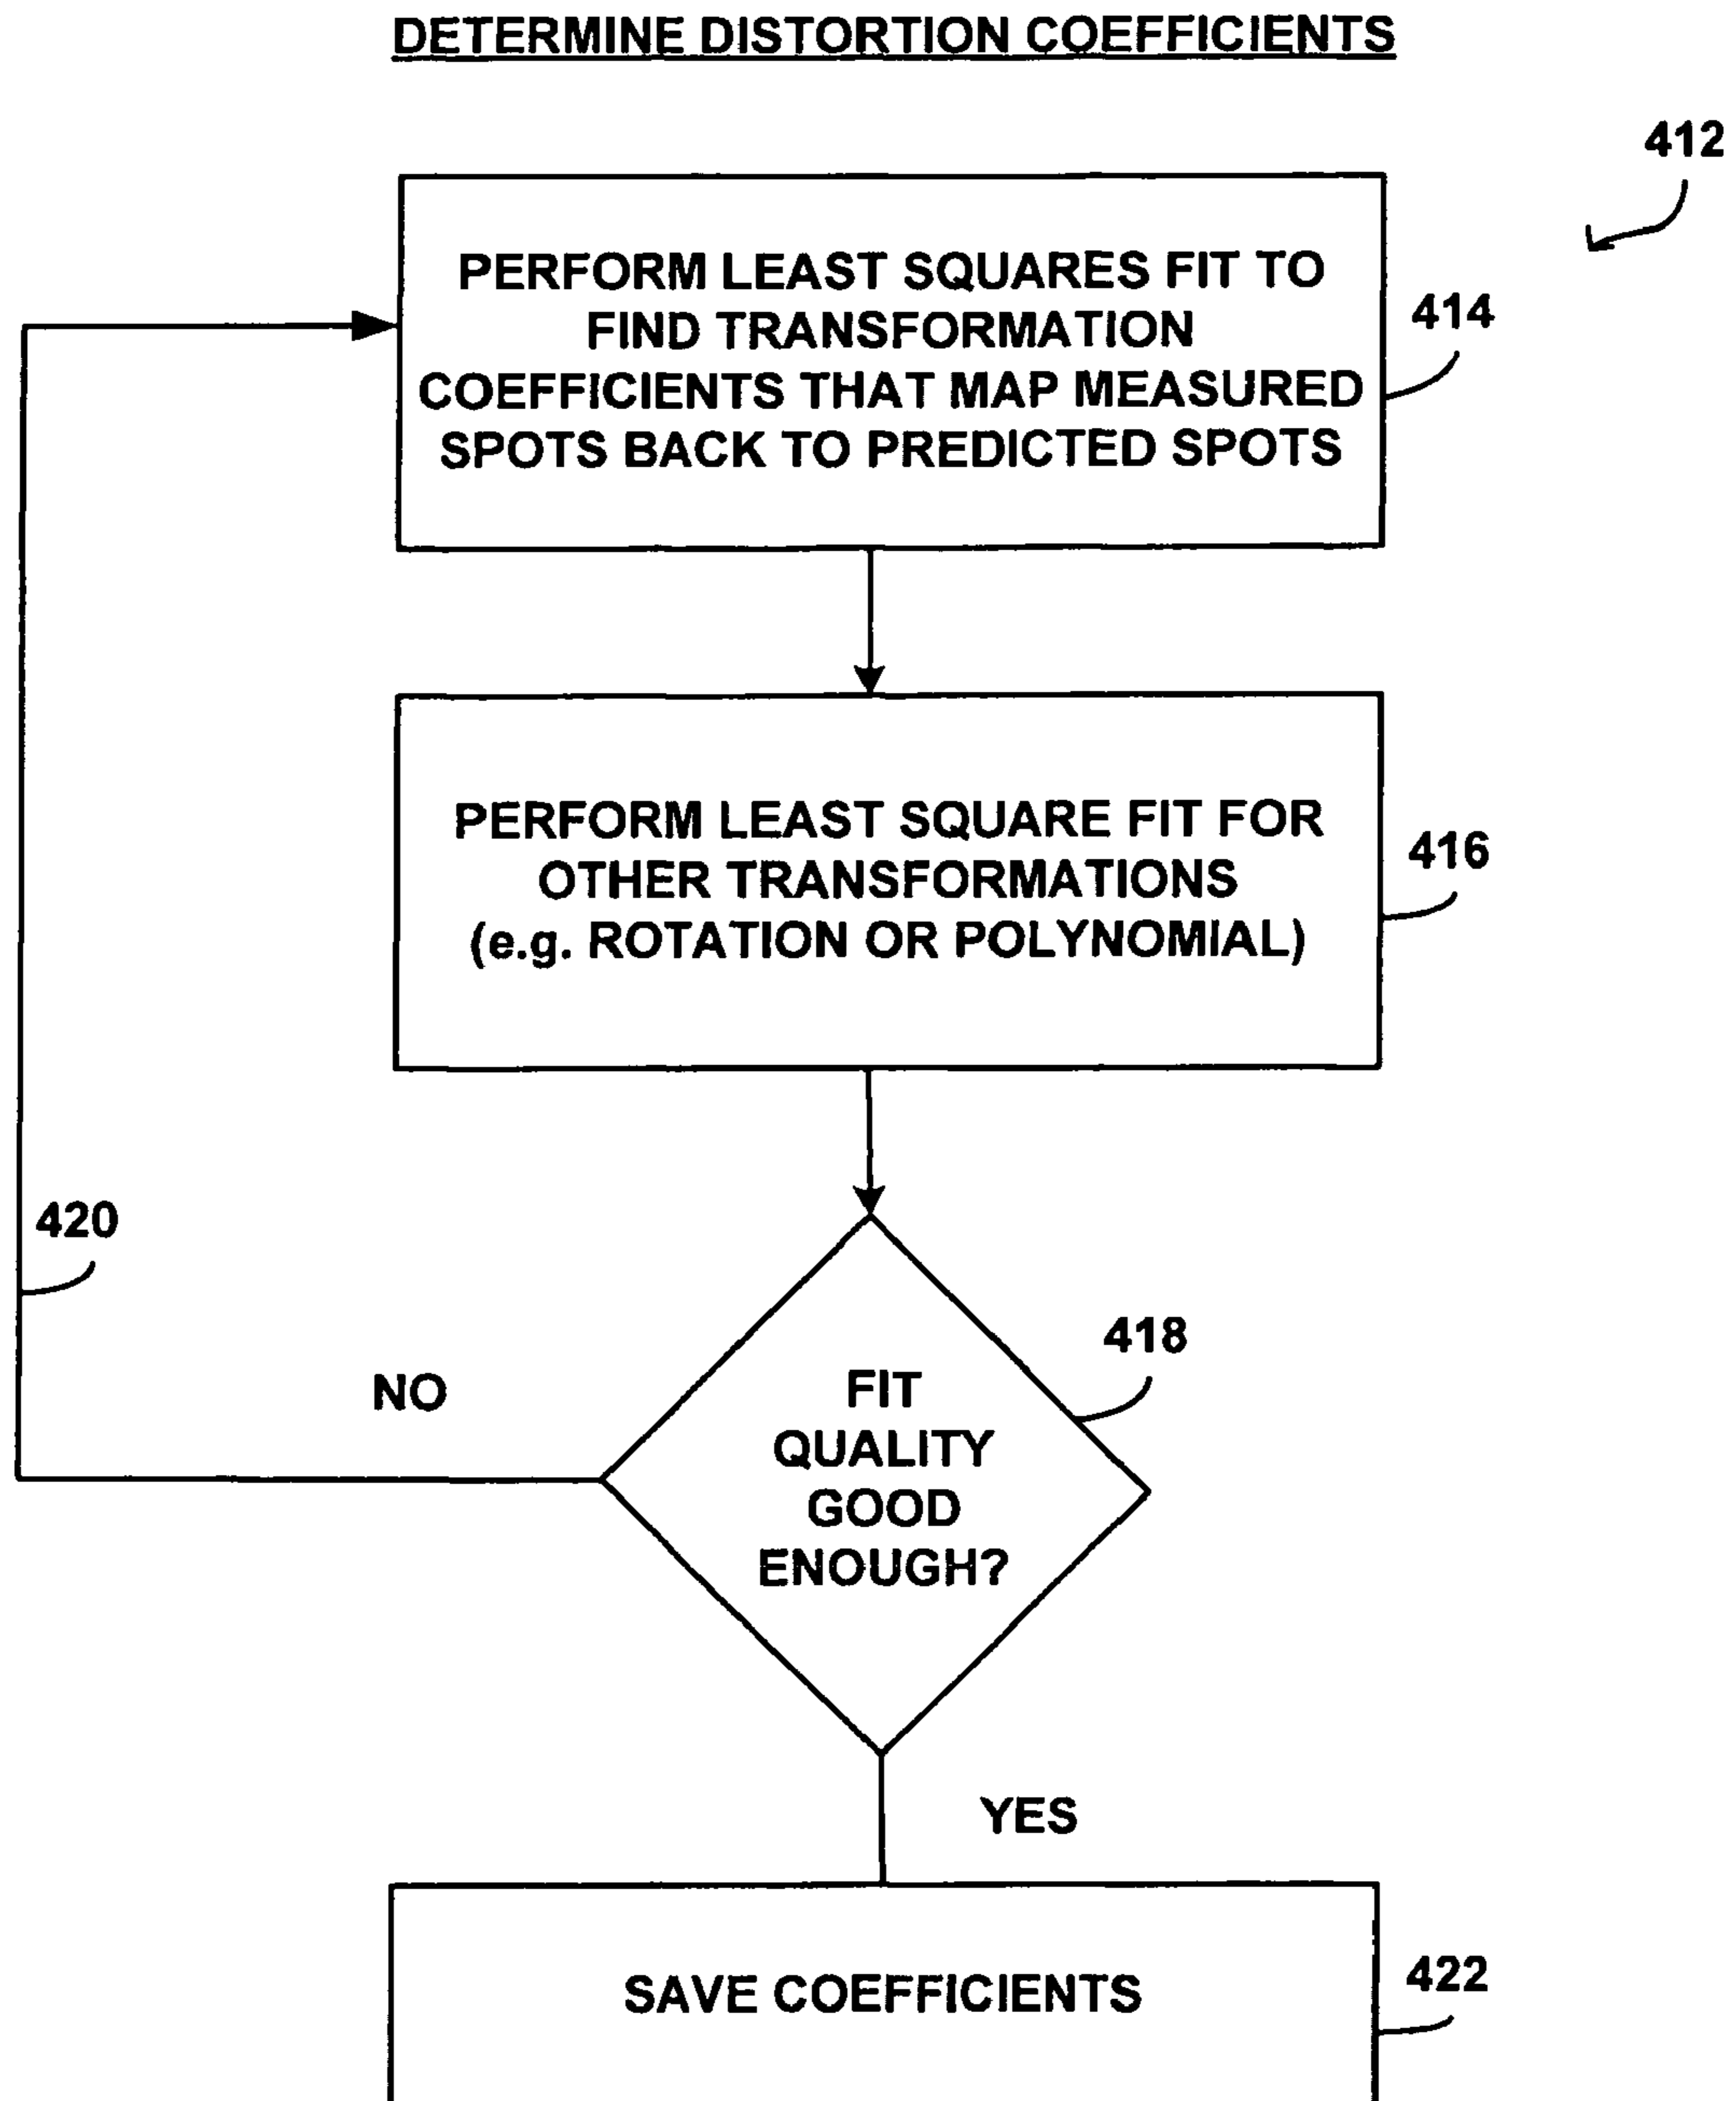 DETERMINE DISTORTION COEFFICIENTS
412
PERFORM LEAST SQUARES FIT TO
FIND TRANSFORMATION
COEFFICIENTS THAT MAP MEASURED
SPOTS BACK TO PREDICTED SPOTS
414
PERFORM LEAST SQUARE FIT FOR
OTHER TRANSFORMATIONS
(e.g. ROTATION OR POLYNOMIAL)
416
420
418
NO
FIT
QUALITY
GOOD
ENOUGH?
YES
SAVE COEFFICIENTS
422